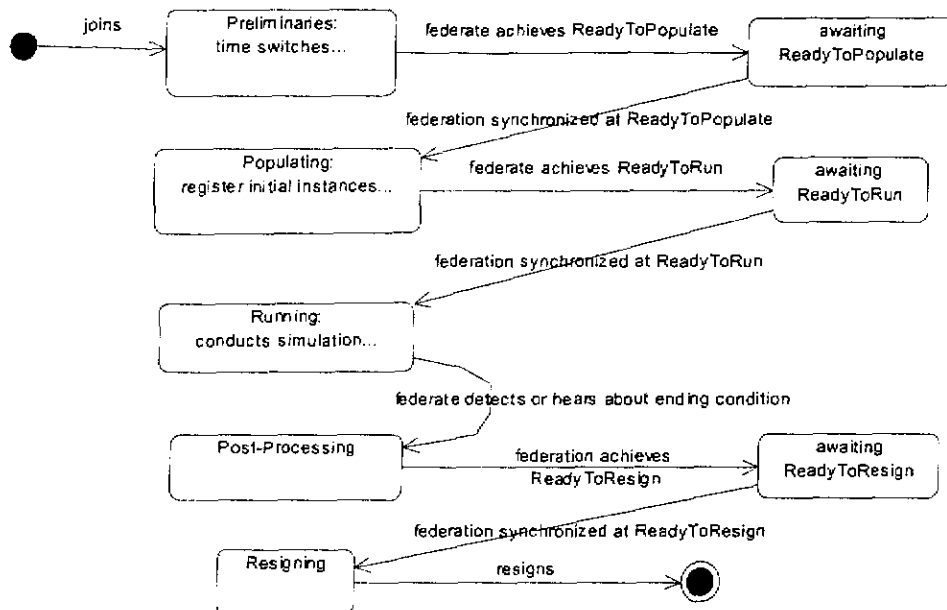 joins
Preliminaries:
time switches...
federate achieves ReadyToPopulate
awaiting
ReadyToPopulate
federation synchronized at ReadyToPopulate
Populating:
register initial instances...
federate achieves ReadyToRun
awaiting
ReadyToRun
federation synchronized at ReadyToRun
Running:
conducts simulation...
federate detects or hears about ending condition
Post-Processing
federation achieves
ReadyToResign
awaiting
ReadyToResign
federation synchronized at ReadyToResign
Resigning
resigns